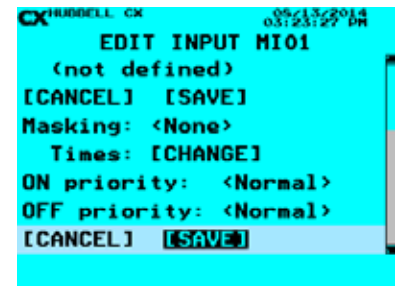 CX HUBBELL CX 05/13/2014
03:23:27 PM
EDIT INPUT MI01
(not defined)
[CANCEL] [SAVE]
Masking: <None>
Times: [CHANGE]
ON priority: <Normal>
OFF priority: <Normal>
[CANCEL] [SAVE]